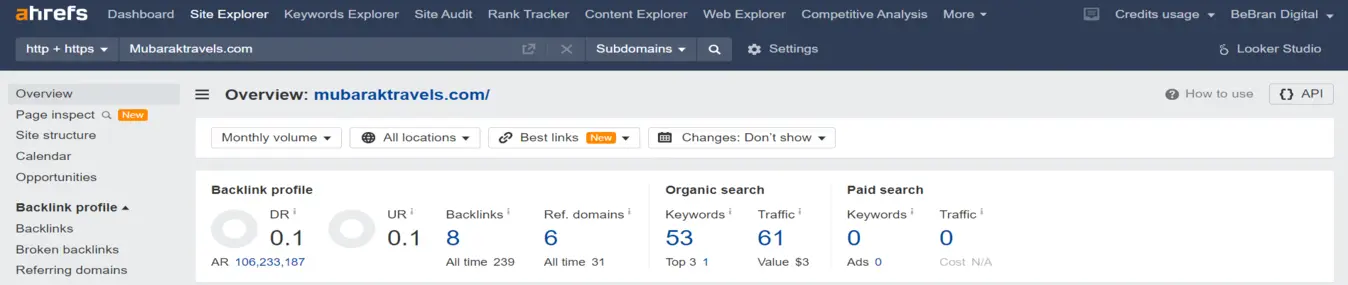 ahrefs Dashboard Site Explorer Keywords Explorer Site Audit Rank Tracker Content Explorer Web Explorer Competitive Analysis More Credits usage BeBran Digital
http + https Mubaraktravels.com Subdomains Settings Looker Studio
Overview
Page inspect New
Site structure
Calendar
Opportunities
Backlink profile
Backlinks
Broken backlinks
Referring domains
Overview: mubaraktravels.com/ How to use {} API
Monthly volume All locations Best links New Changes: Don't show
Backlink profile Organic search Paid search
DR UR Backlinks Ref. domains Keywords Traffic Keywords Traffic
0.1 0.1 8 6 53 61 0 0
AR 106,233,187 All time 239 All time 31 Top 3 1 Value $3 Ads 0 Cost N/A